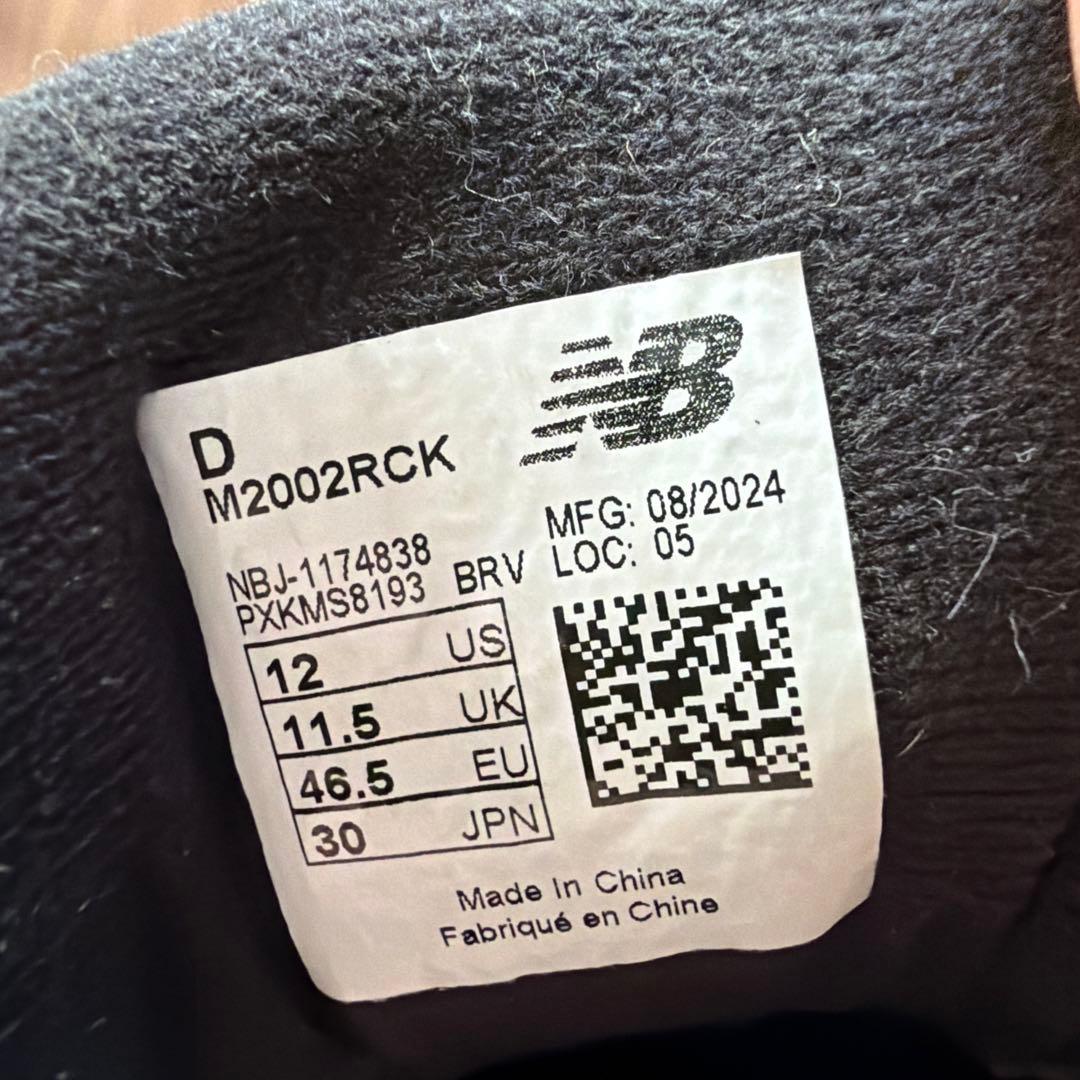 NB
D
M2002RCK
MFG: 08/2024
LOC: 05
NBJ-1174838
PXKMS8193 BRV
12 US
11.5 UK
46.5 EU
30 JPN
Made In China
Fabriqué en Chine